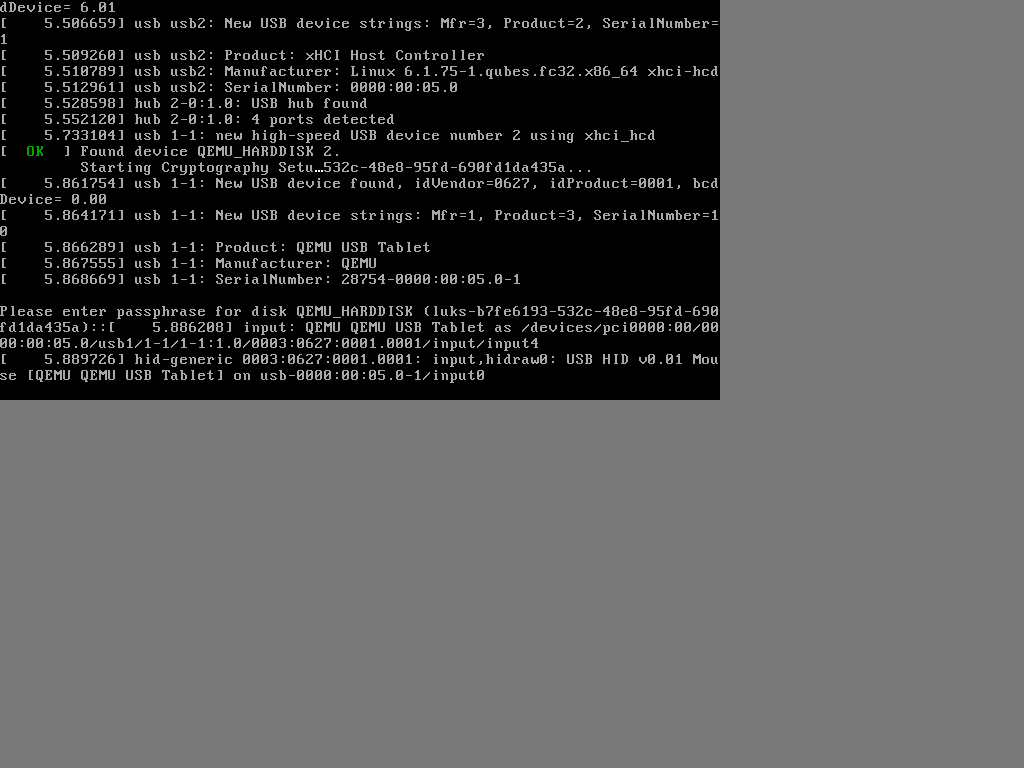 dDevice= 6.01
[    5.506659] usb usb2: New USB device strings: Mfr=3, Product=2, SerialNumber=
1
[    5.509260] usb usb2: Product: xHCI Host Controller
[    5.510789] usb usb2: Manufacturer: Linux 6.1.75-1.qubes.fc32.x86_64 xhci-hcd
[    5.512961] usb usb2: SerialNumber: 0000:00:05.0
[    5.528598] hub 2-0:1.0: USB hub found
[    5.552120] hub 2-0:1.0: 4 ports detected
[    5.733104] usb 1-1: new high-speed USB device number 2 using xhci_hcd
[  OK  ] Found device QEMU_HARDDISK 2.
         Starting Cryptography Setu…532c-48e8-95fd-690fd1da435a...
[    5.861754] usb 1-1: New USB device found, idVendor=0627, idProduct=0001, bcd
Device= 0.00
[    5.864171] usb 1-1: New USB device strings: Mfr=1, Product=3, SerialNumber=1
0
[    5.866289] usb 1-1: Product: QEMU USB Tablet
[    5.867555] usb 1-1: Manufacturer: QEMU
[    5.868669] usb 1-1: SerialNumber: 28754-0000:00:05.0-1
Please enter passphrase for disk QEMU_HARDDISK (luks-b7fe6193-532c-48e8-95fd-690
fd1da435a)::[    5.886208] input: QEMU QEMU USB Tablet as /devices/pci0000:00/00
00:00:05.0/usb1/1-1/1-1:1.0/0003:0627:0001.0001/input/input4
[    5.889726] hid-generic 0003:0627:0001.0001: input,hidraw0: USB HID v0.01 Mou
se [QEMU QEMU USB Tablet] on usb-0000:00:05.0-1/input0